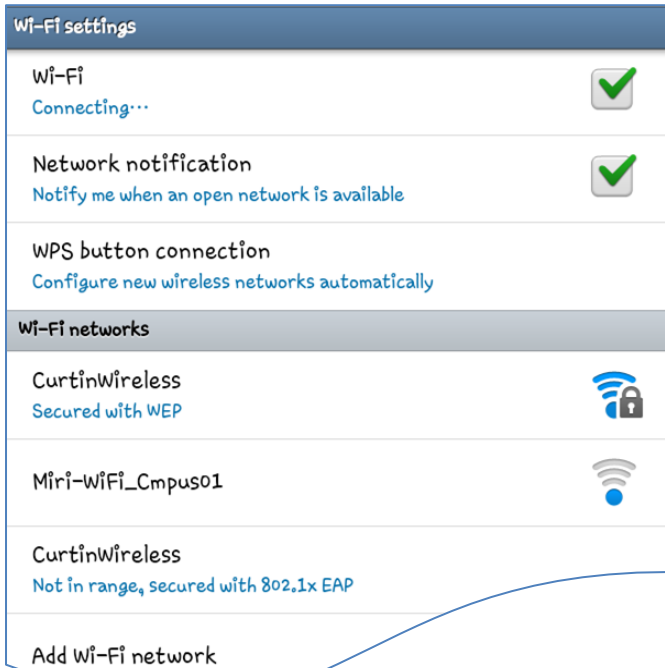 Wi-Fi settings
Wi-Fi
Connecting...
Network notification
Notify me when an open network is available
WPS button connection
Configure new wireless networks automatically
Wi-Fi networks
CurtinWireless
Secured with WEP
Miri-WiFi_Cmpus01
CurtinWireless
Not in range, secured with 802.1x EAP
Add Wi-Fi network